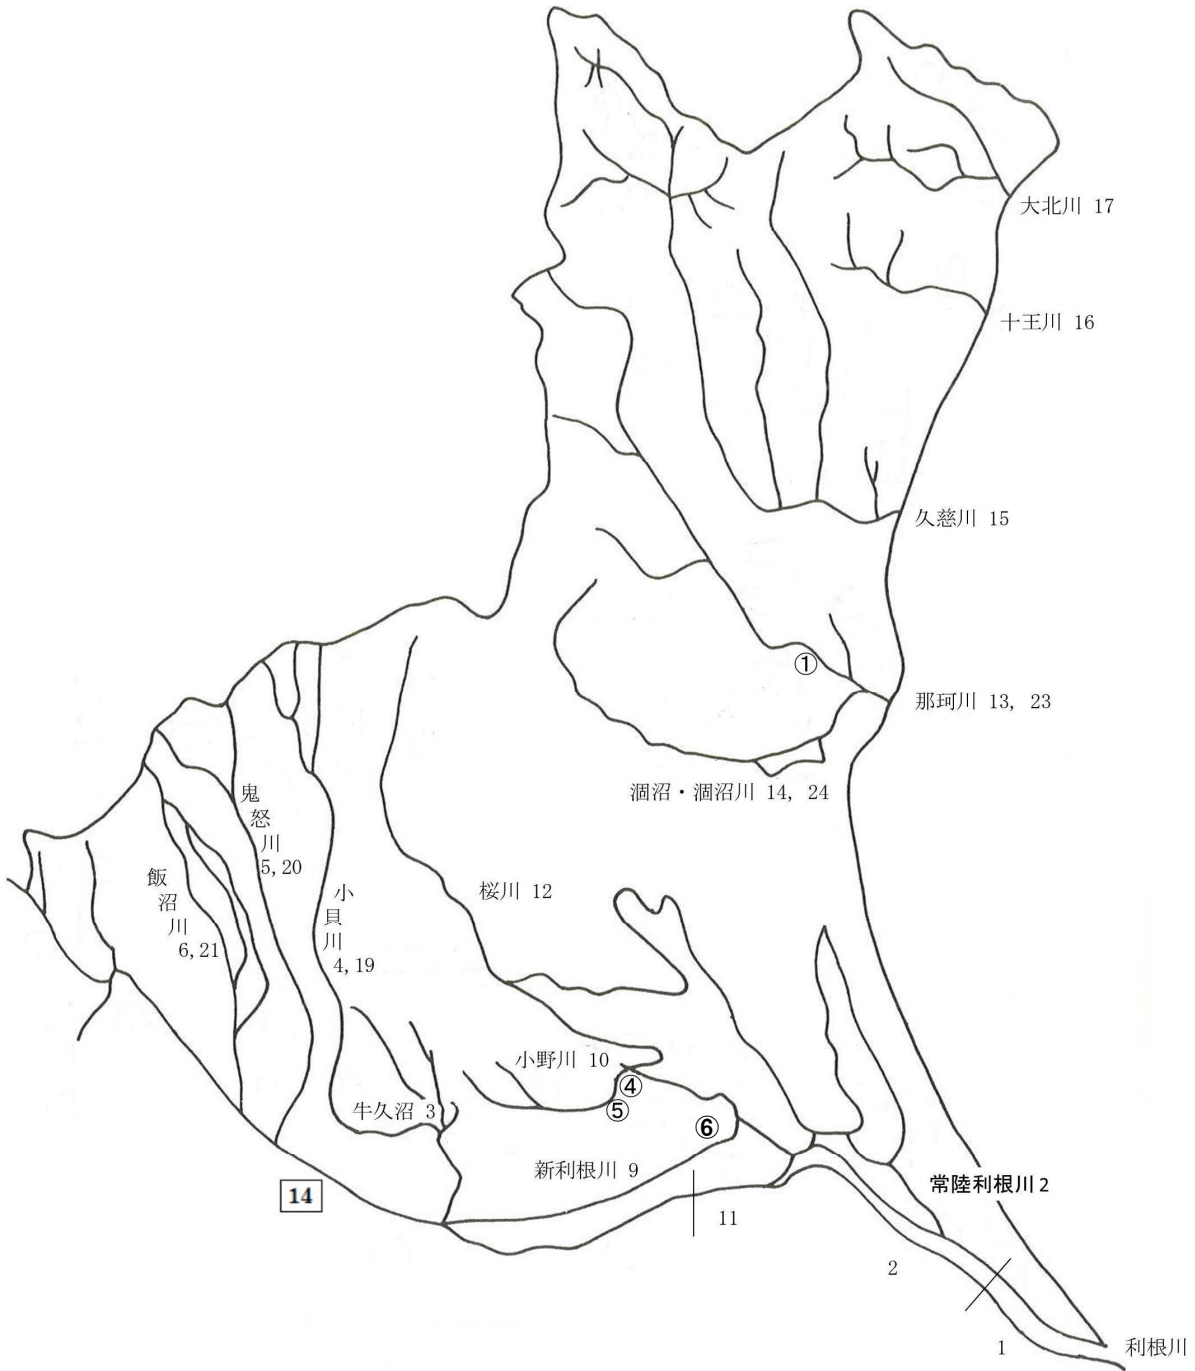 大北川 17
十王川 16
久慈川 15
①
那珂川 13, 23
涸沼・涸沼川 14, 24
鬼怒川
5, 20
飯沼川
6, 21
小貝川
4, 19
桜川 12
小野川 10
④
牛久沼 3
⑤
⑥
新利根川 9
常陸利根川 2
14
11
2
1
利根川